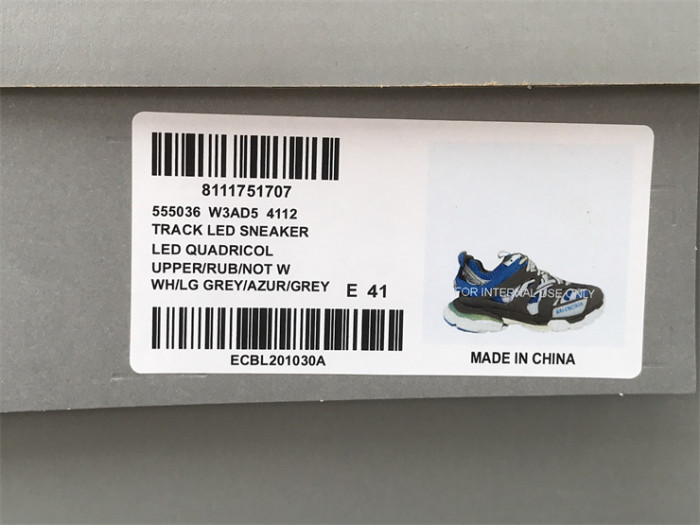 8111751707
555036 W3AD5 4112
TRACK LED SNEAKER
LED QUADRICOL
UPPER/RUB/NOT W
WH/LG GREY/AZUR/GREY E 41
ECBL201030A
FOR INTERNAL USE ONLY
BALENCIAGA
MADE IN CHINA